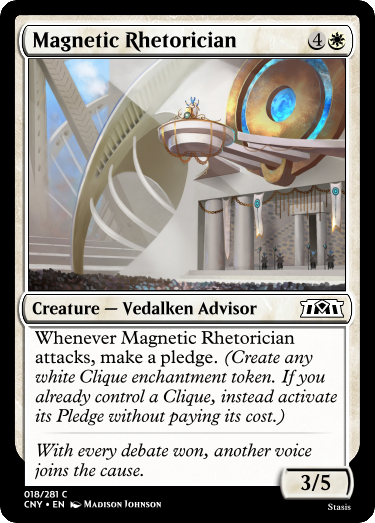 Magnetic Rhetorician 4
Creature — Vedalken Advisor
Whenever Magnetic Rhetorician
attacks, make a pledge. (Create any
white Clique enchantment token. If you
already control a Clique, instead activate
its Pledge without paying its cost.)
With every debate won, another voice
joins the cause.
3/5
018/281 C
CNY • EN Madison Johnson
Stasis